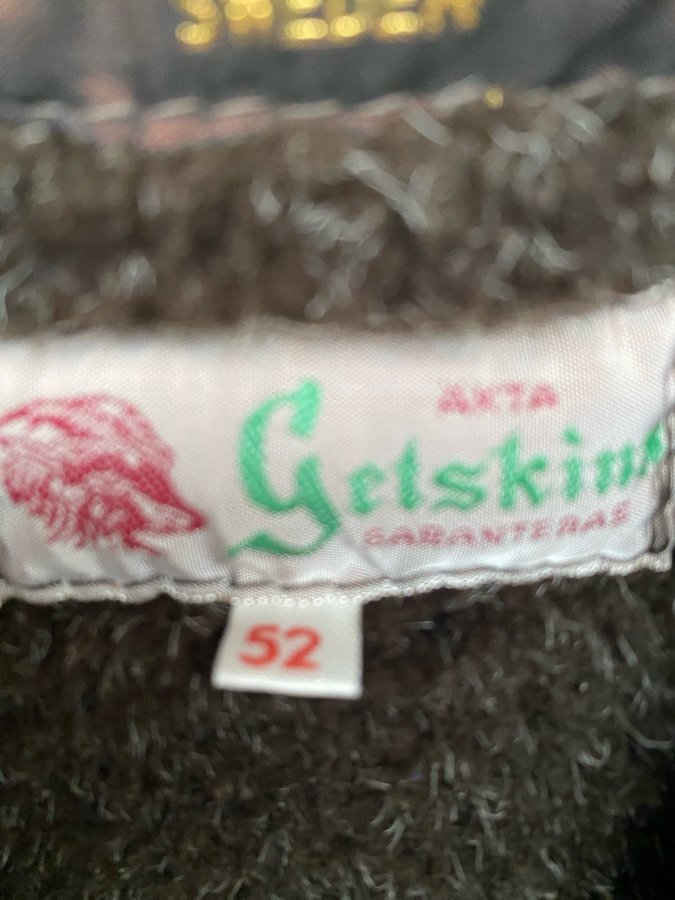 SWEDEN
ÄKTA
Getskinn
GARANTERAS
52